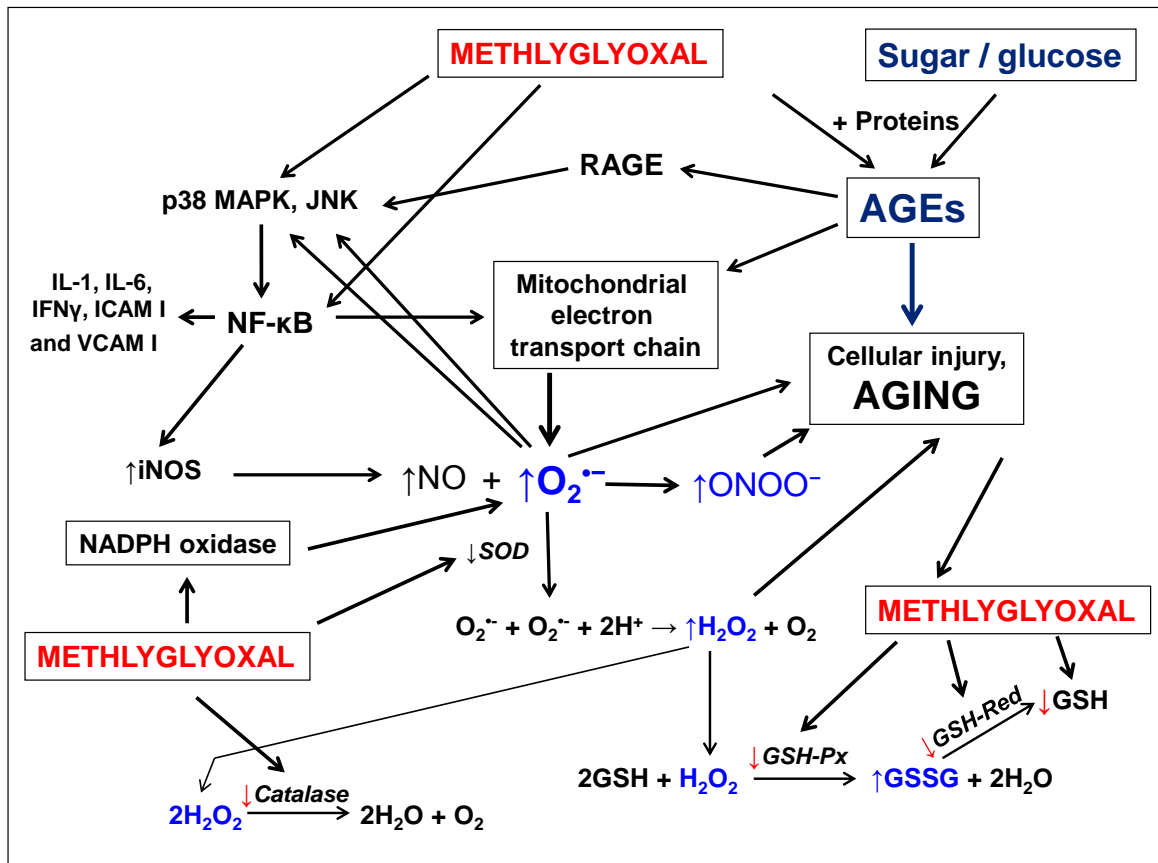 METHLYGLYOXAL
Sugar / glucose
+ Proteins
RAGE
p38 MAPK, JNK
AGEs
IL-1, IL-6,
IFNγ, ICAM I
and VCAM I
NF-κB
Mitochondrial
electron
transport chain
Cellular injury,
AGING
↑iNOS
↑NO + ↑O₂•− ↑ONOO⁻
NADPH oxidase
↓SOD
O₂•- + O₂•- + 2H⁺ → ↑H₂O₂ + O₂
METHLYGLYOXAL
METHLYGLYOXAL
↓GSH-Red
↓GSH
↓GSH-Px
2GSH + H₂O₂ ↑GSSG + 2H₂O
↓Catalase
2H₂O₂ 2H₂O + O₂